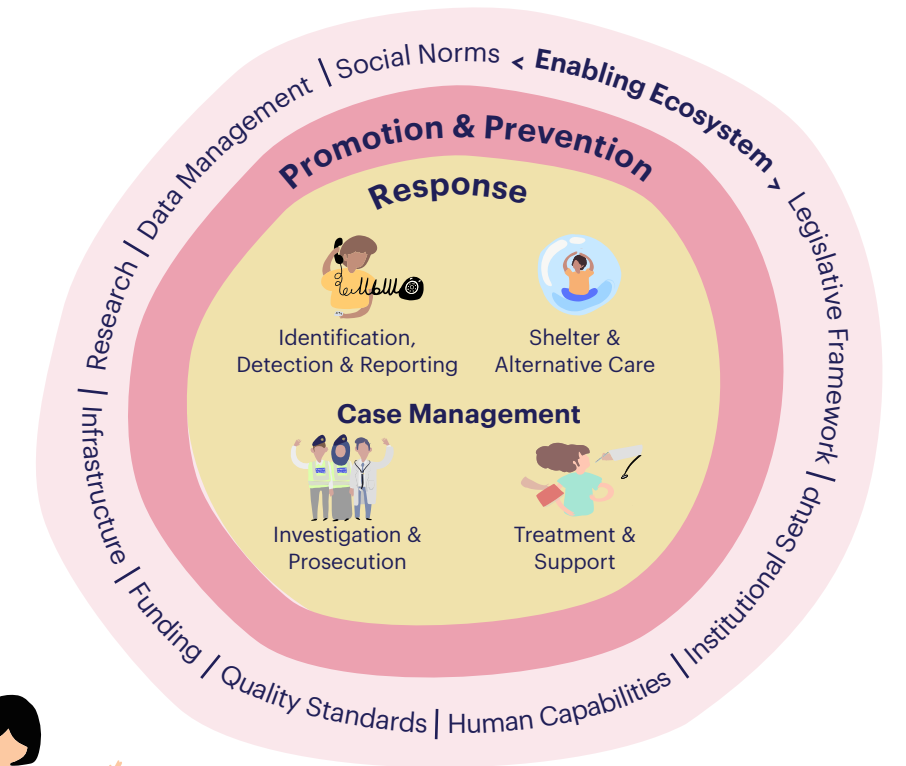 < Enabling Ecosystem >
Legislative Framework |
Institutional Setup |
Human Capabilities |
Quality Standards |
Funding |
Infrastructure |
Research |
Data Management |
Social Norms
Promotion & Prevention
Response
Identification,
Detection & Reporting
Shelter &
Alternative Care
Case Management
Investigation &
Prosecution
Treatment &
Support